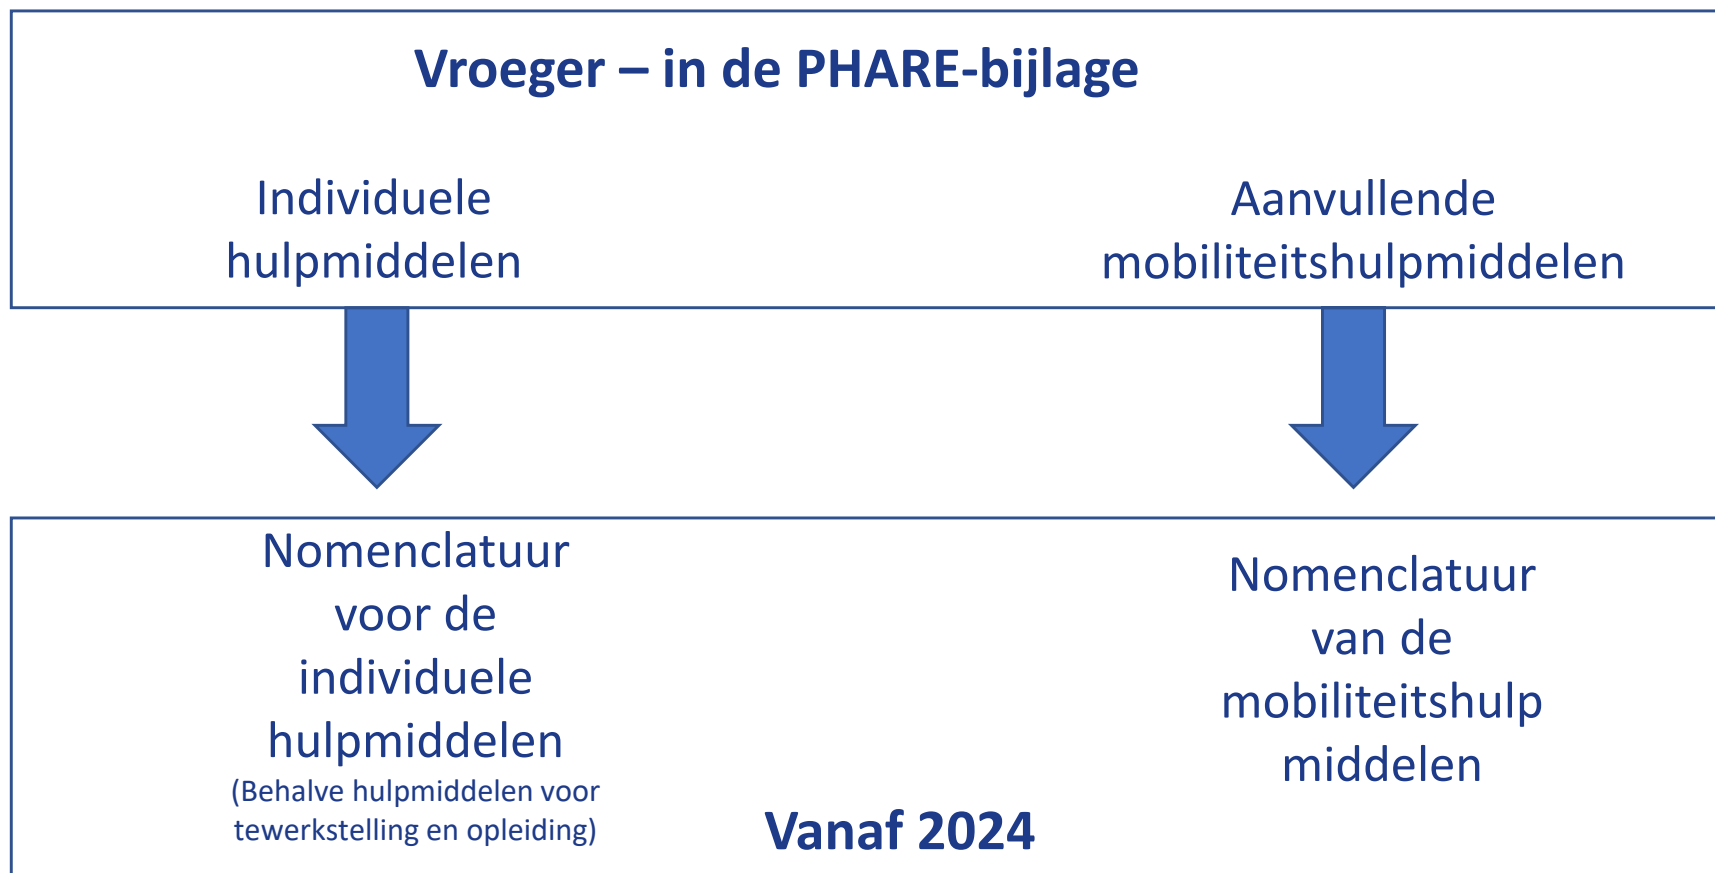 Vroeger – in de PHARE-bijlage
Individuele
hulpmiddelen
Aanvullende
mobiliteitshulpmiddelen
Nomenclatuur
voor de
individuele
hulpmiddelen
(Behalve hulpmiddelen voor
tewerkstelling en opleiding)
Nomenclatuur
van de
mobiliteitshulp
middelen
Vanaf 2024